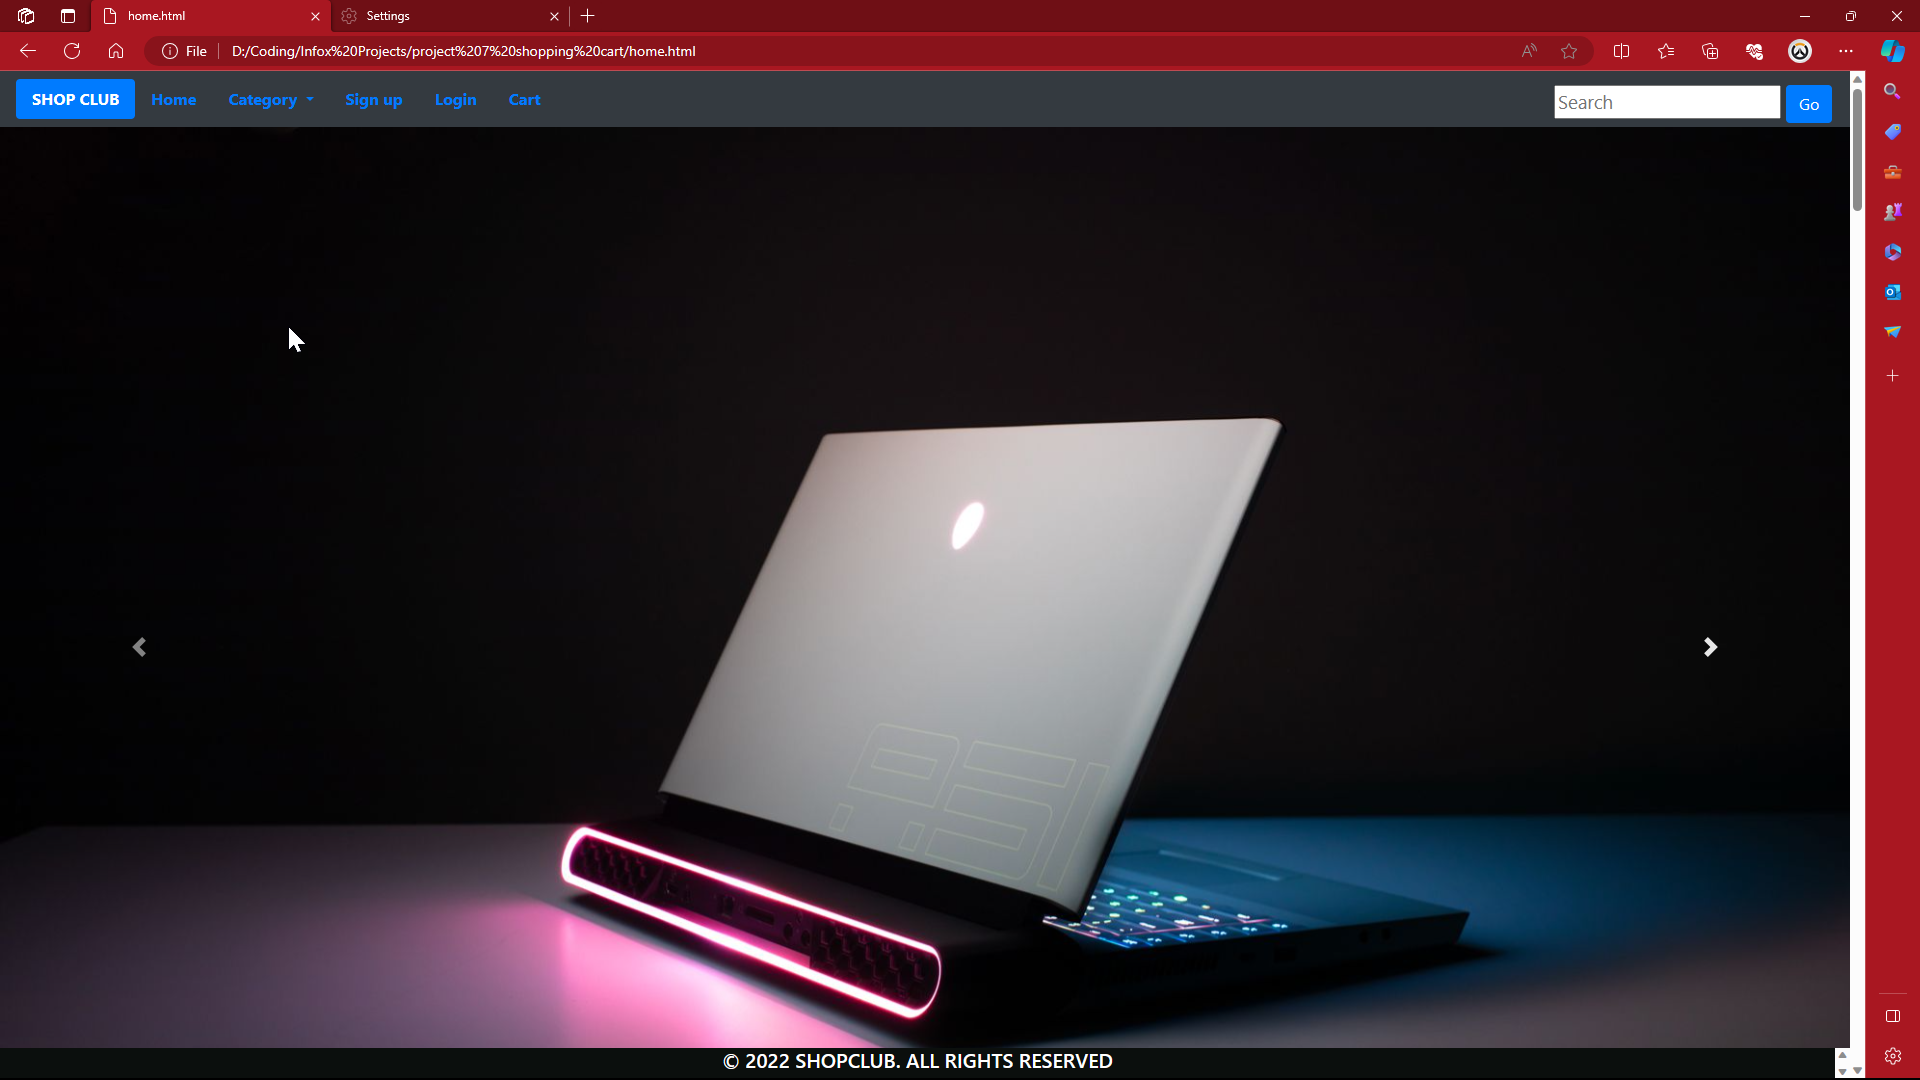 home.html
Settings
File
D:/Coding/Infox%20Projects/project%207%20shopping%20cart/home.html
SHOP CLUB
Home
Category
Sign up
Login
Cart
Search
Go
A51
© 2022 SHOPCLUB. ALL RIGHTS RESERVED